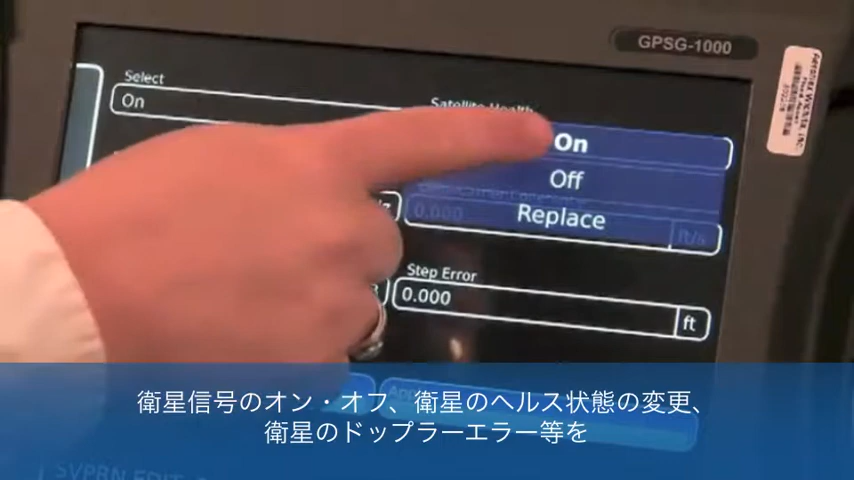 GPSG-1000
Select
On
Satellite Health
On
Off
0.000
Replace
ft/s
Step Error
0.000
ft
衛星信号のオン・オフ、衛星のヘルス状態の変更、
衛星のドップラーエラー等を
SVPRN EDIT